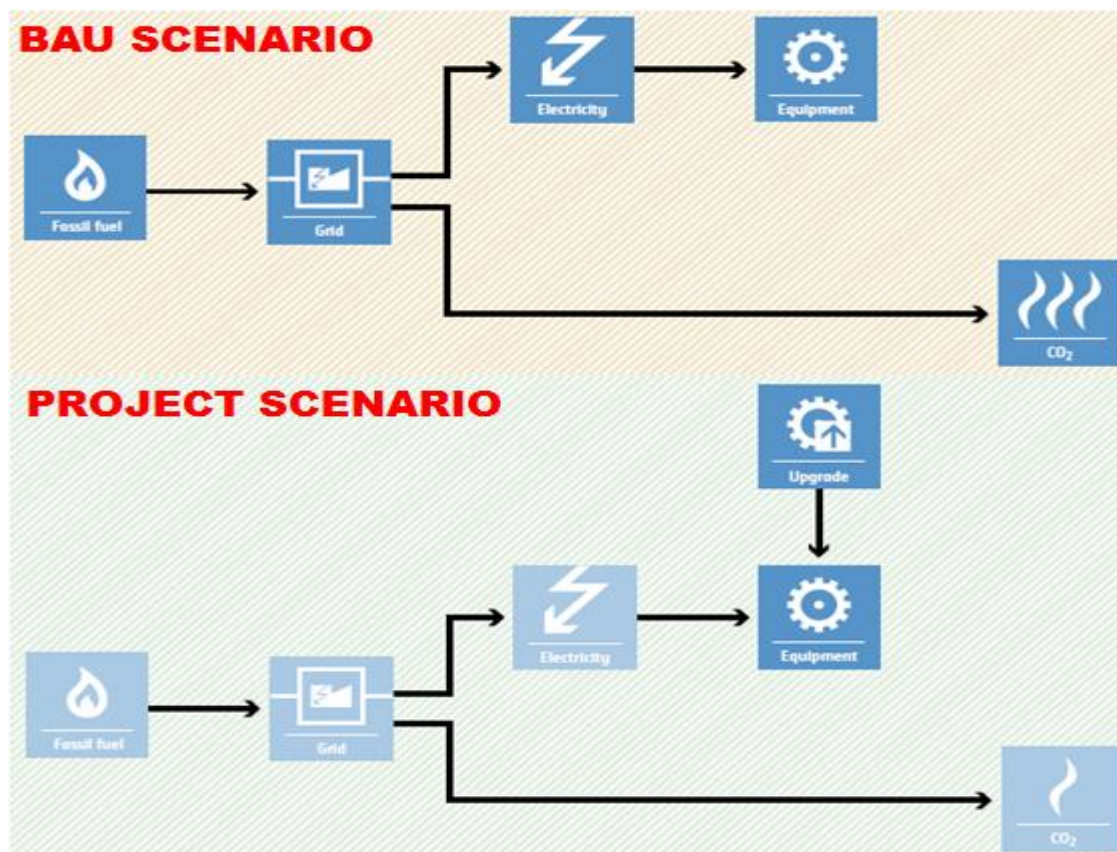 BAU SCENARIO
Electricity
Equipment
Fossil fuel
Grid
CO₂
PROJECT SCENARIO
Upgrade
Electricity
Equipment
Fossil fuel
Grid
CO₂